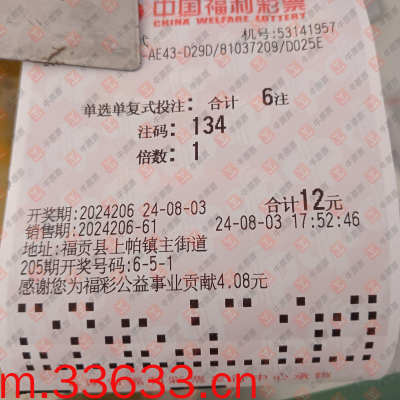 中国福利彩票
CHINA WELFARE LOTTERY
式 机号:53141957
-AE43-D29D/81037209/D025E
单选单复式投注: 合计 6注
注码: 134
倍数: 1
开奖期:2024206 24-08-03 合计12元
销售期:2024206-61 24-08-03 17:52:46
地址:福贡县上帕镇主街道
205期开奖号码:6-5-1
感谢您为福彩公益事业贡献4.08元
m.33633.cn